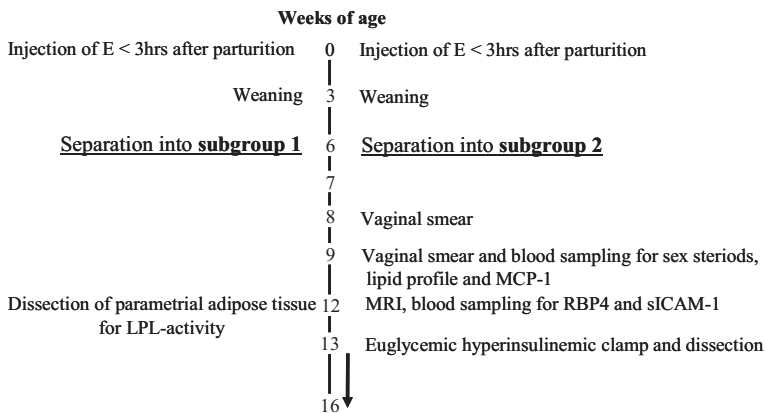 Weeks of age
Injection of E < 3hrs after parturition 0 Injection of E < 3hrs after parturition
Weaning 3 Weaning
Separation into subgroup 1 6 Separation into subgroup 2
7
8 Vaginal smear
9 Vaginal smear and blood sampling for sex steriods,
lipid profile and MCP-1
Dissection of parametrial adipose tissue 12 MRI, blood sampling for RBP4 and sICAM-1
for LPL-activity
13 Euglycemic hyperinsulinemic clamp and dissection
16